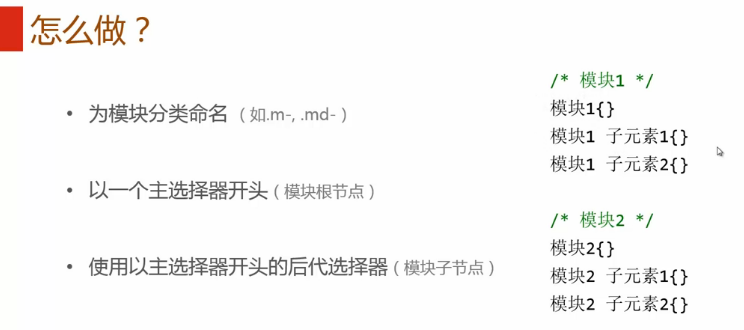 怎么做？
• 为模块分类命名（如.m-, .md-）
• 以一个主选择器开头（模块根节点）
• 使用以主选择器开头的后代选择器（模块子节点）
/* 模块1 */
模块1{}
模块1 子元素1{}
模块1 子元素2{}
/* 模块2 */
模块2{}
模块2 子元素1{}
模块2 子元素2{}